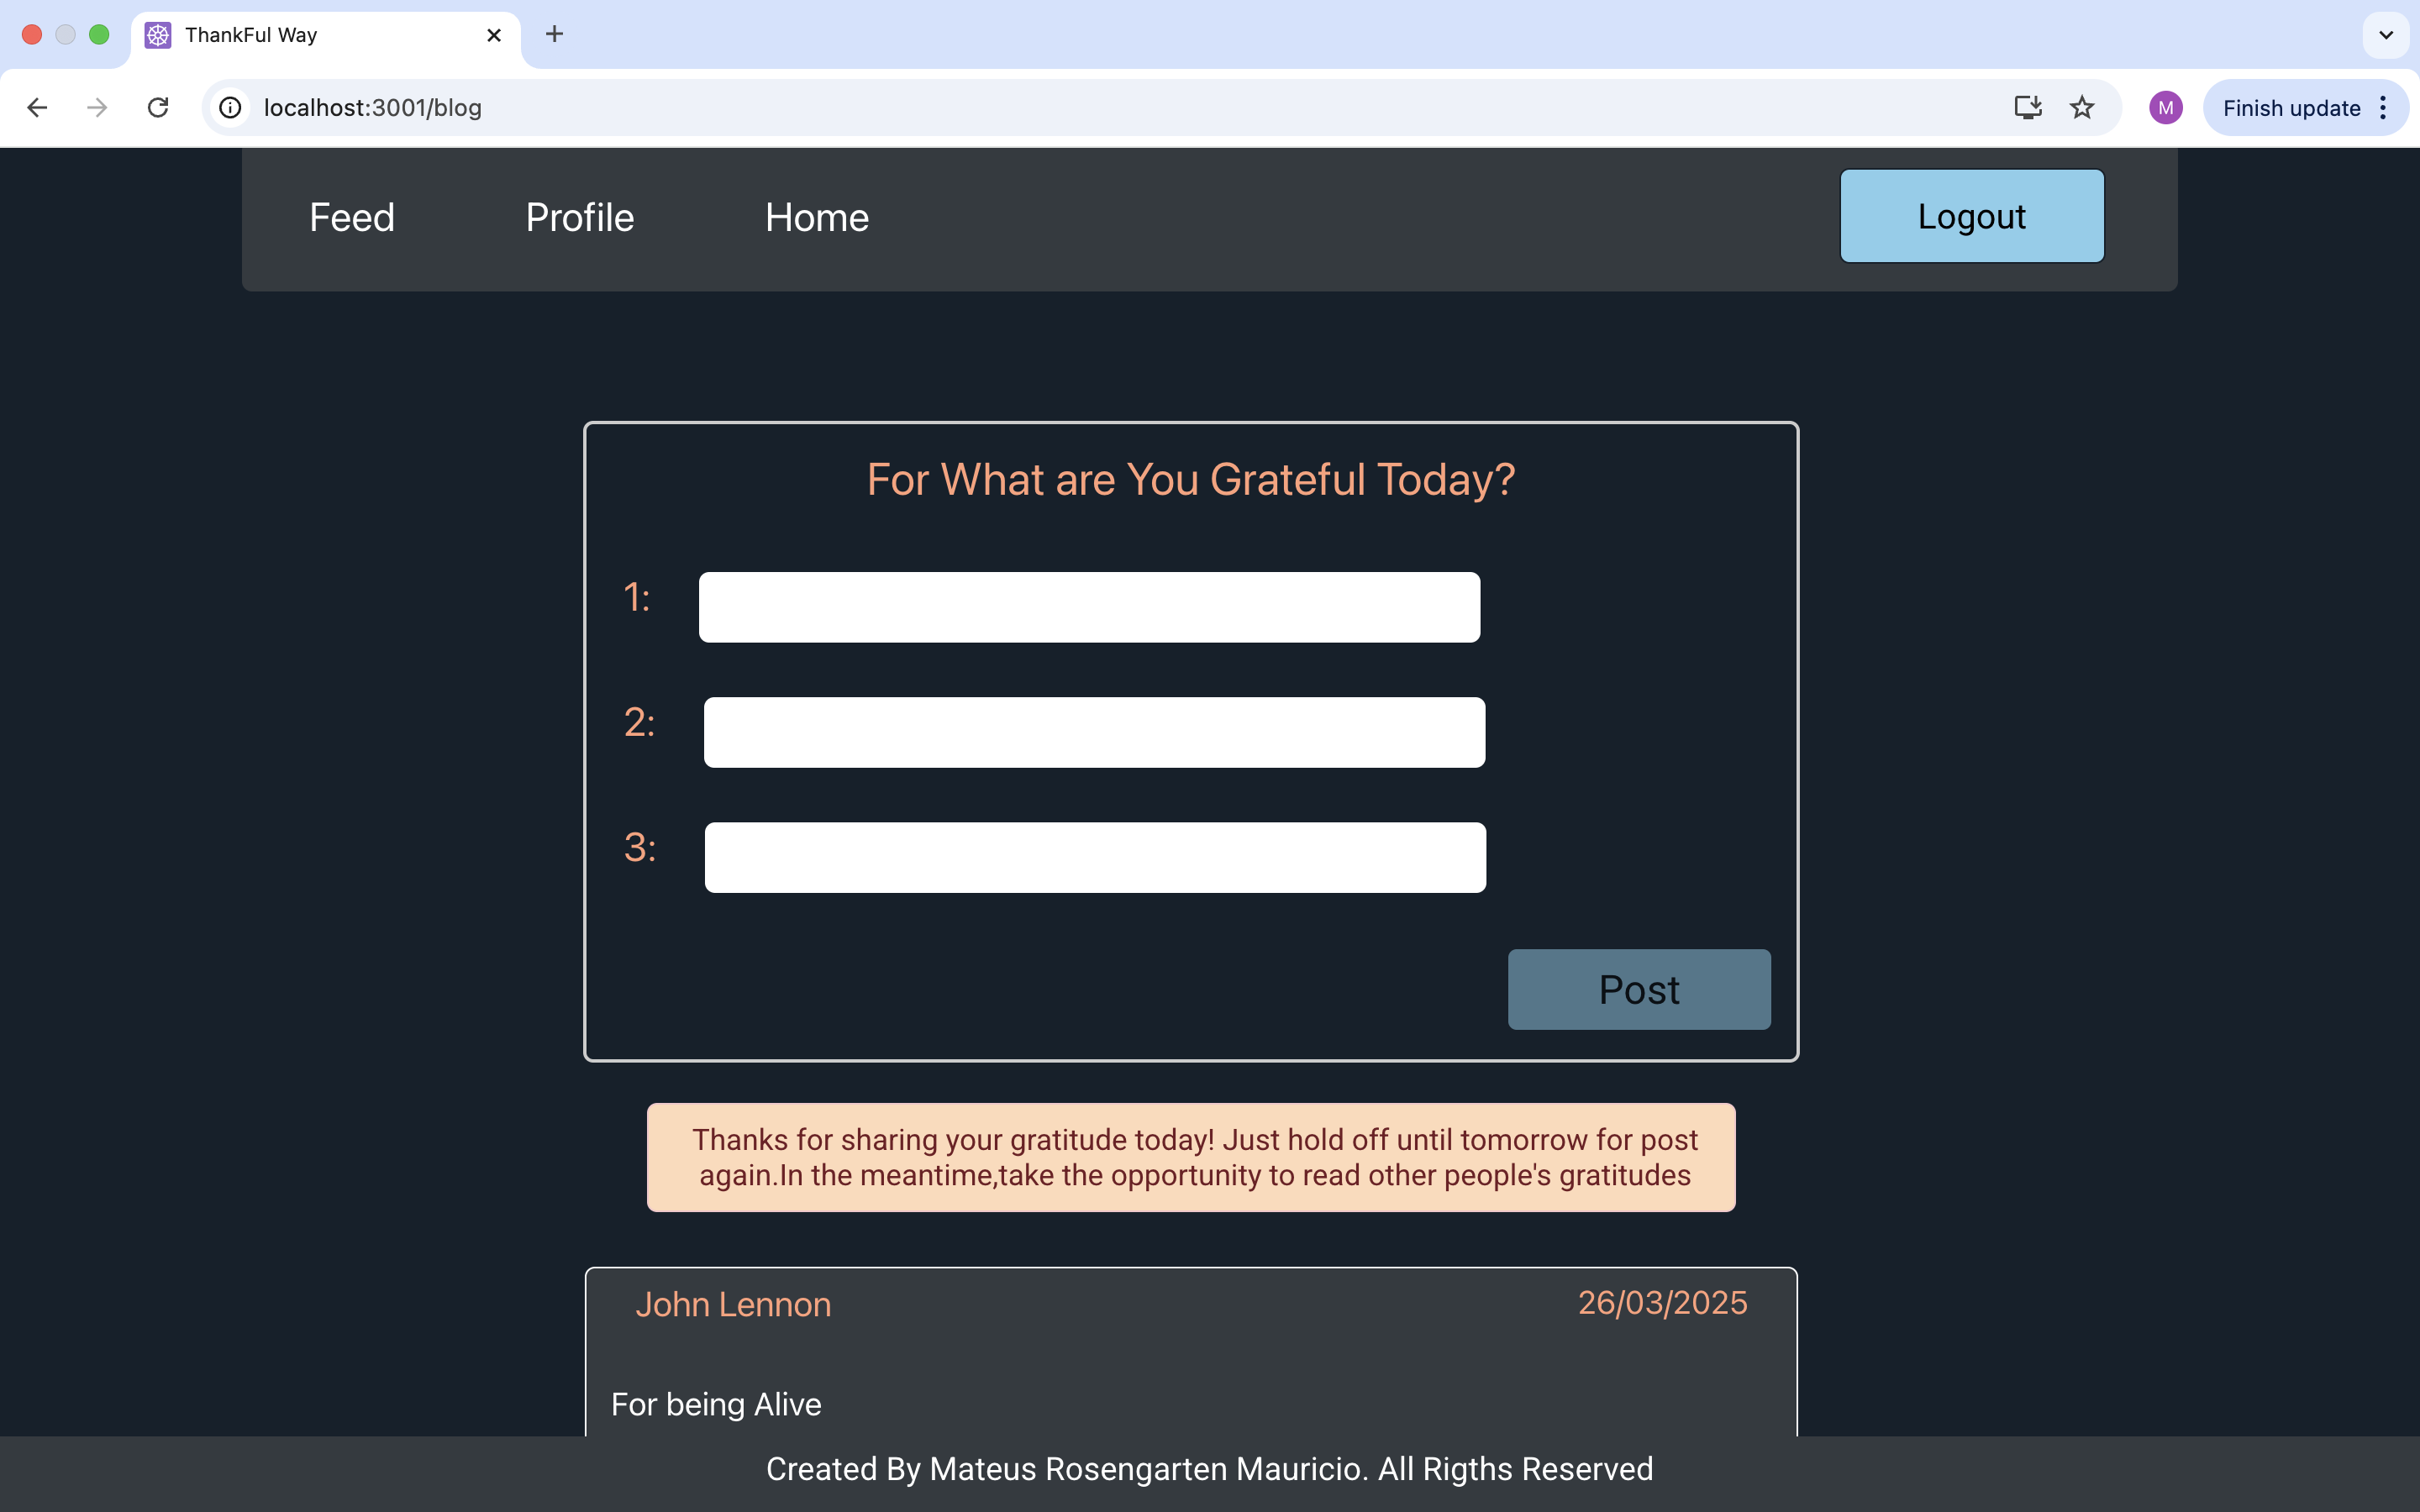 ThankFul Way
localhost:3001/blog
M
Finish update
Feed Profile Home Logout
For What are You Grateful Today?
1:
2:
3:
Post
Thanks for sharing your gratitude today! Just hold off until tomorrow for post
again.In the meantime,take the opportunity to read other people's gratitudes
John Lennon 26/03/2025
For being Alive
Created By Mateus Rosengarten Mauricio. All Rigths Reserved